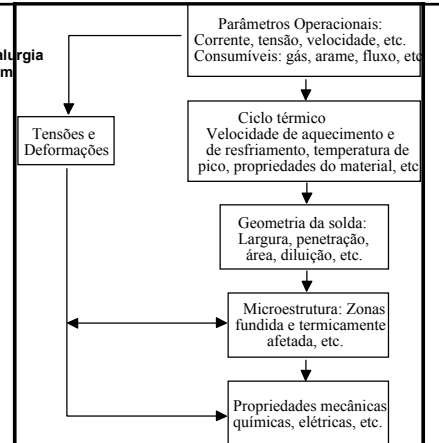 alurgia
m
Parâmetros Operacionais:
Corrente, tensão, velocidade, etc.
Consumíveis: gás, arame, fluxo, etc
Tensões e
Deformações
Ciclo térmico
Velocidade de aquecimento e
de resfriamento, temperatura de
pico, propriedades do material, etc.
Geometria da solda:
Largura, penetração,
área, diluição, etc.
Microestrutura: Zonas
fundida e termicamente
afetada, etc.
Propriedades mecânicas
químicas, elétricas, etc.